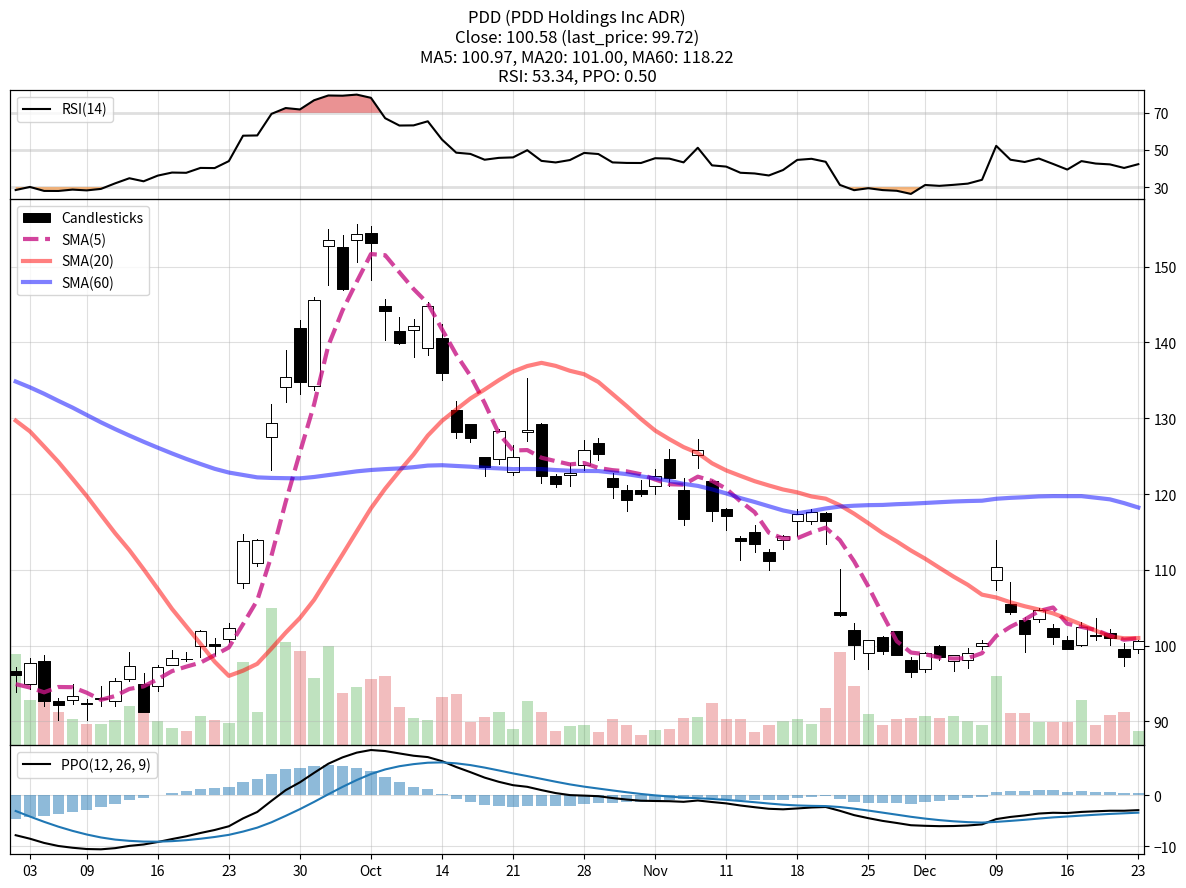 PDD (PDD Holdings Inc ADR)
Close: 100.58 (last_price: 99.72)
MA5: 100.97, MA20: 101.00, MA60: 118.22
RSI: 53.34, PPO: 0.50
RSI(14)
70
50
30
Candlesticks
SMA(5)
SMA(20)
SMA(60)
150
140
130
120
110
100
90
PPO(12, 26, 9)
0
−10
03 09 16 23 30 Oct 14 21 28 Nov 11 18 25 Dec 09 16 23